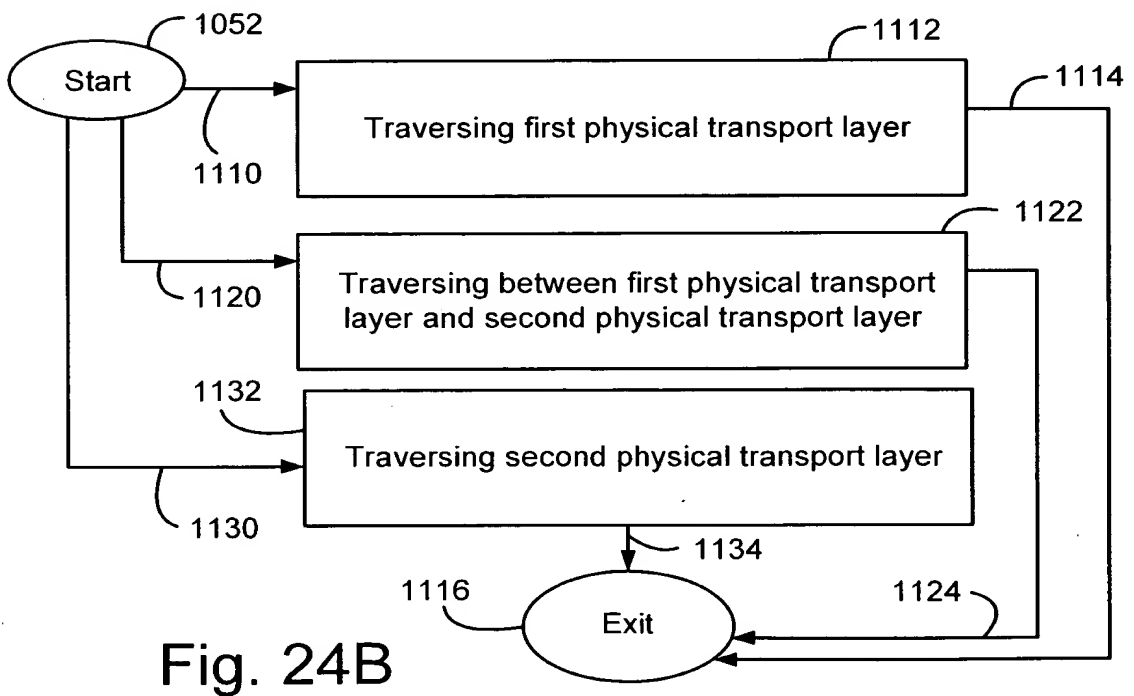 1052
Start
1110
1112
Traversing first physical transport layer
1114
1120
1122
Traversing between first physical transport
layer and second physical transport layer
1132
Traversing second physical transport layer
1130
1134
1116
Exit
1124
Fig. 24B